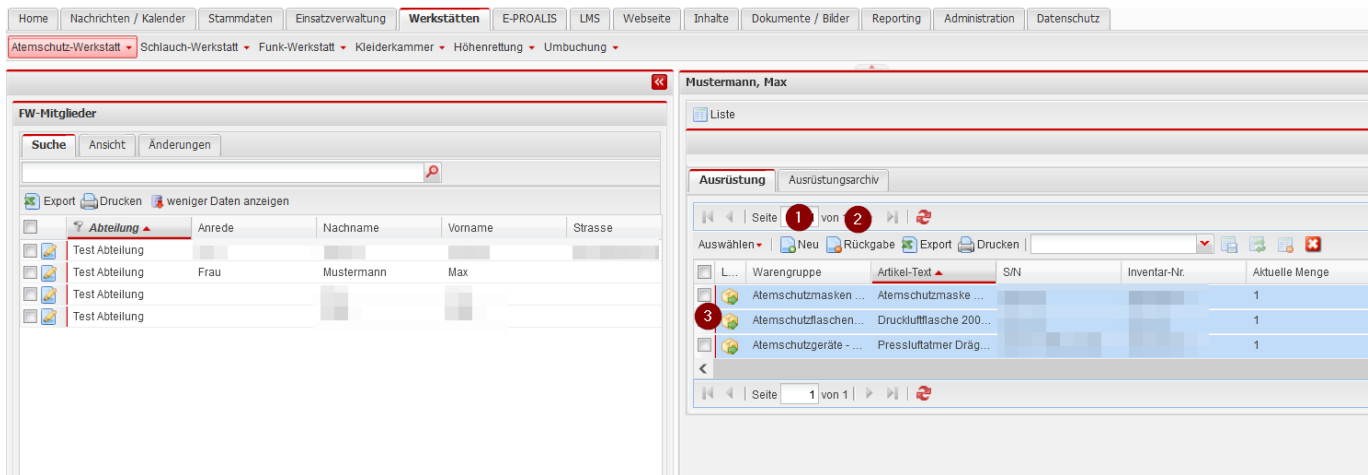 Home Nachrichten / Kalender Stammdaten Einsatzverwaltung Werkstätten E-PROALIS LMS Webseite Inhalte Dokumente / Bilder Reporting Administration Datenschutz
Atemschutz-Werkstatt Schlauch-Werkstatt Funk-Werkstatt Kleiderkammer Höhenrettung Umbuchung
FW-Mitglieder
Suche Ansicht Änderungen
Export Drucken weniger Daten anzeigen
Abteilung Anrede Nachname Vorname Strasse
Test Abteilung
Test Abteilung Frau Mustermann Max
Test Abteilung
Test Abteilung
Mustermann, Max
Liste
Ausrüstung Ausrüstungsarchiv
Seite 1 von 2
Auswählen Neu Rückgabe Export Drucken
L... Warengruppe Artikel-Text S/N Inventar-Nr. Aktuelle Menge
Atemschutzmasken ... Atemschutzmaske ... 1
3 Atemschutzflaschen... Druckluftflasche 200... 1
Atemschutzgeräte - ... Pressluftatmer Dräg... 1
Seite 1 von 1